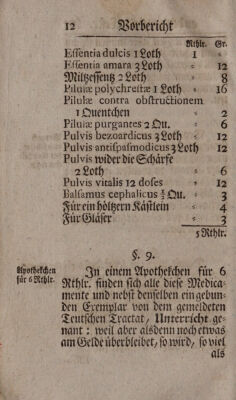 12 Vorbericht
Rthlr. Gr.
Essentia dulcis 1 Loth 1 -
Essentia amara 3 Loth - 12
Miltzessentz 2 Loth - 8
Pilulæ polychrestæ 1 Loth - 16
Pilulæ contra obstructionem
1 Quentchen - 2
Pilulæ purgantes 2 Qu. - 6
Pulvis bezoardicus 3 Loth - 12
Pulvis antispasmodicus 3 Loth - 12
Pulvis wider die Schärfe
2 Loth - 6
Pulvis vitalis 12 doses - 12
Balsamus cephalicus ½ Qu. - 3
Für ein höltzern Kästlein - 4
Für Gläser - 3
5 Rthlr.
§. 9.
Apothekchen
für 6 Rthlr.
In einem Apothekchen für 6
Rthlr. finden sich alle diese Medica-
mente und nebst denselben ein gebun-
den Exemplar von dem gemeldeten
Teutschen Tractat, Unterricht ge-
nant: weil aber alsdenn noch etwas
am Gelde überbleibet, so wird, so viel
als